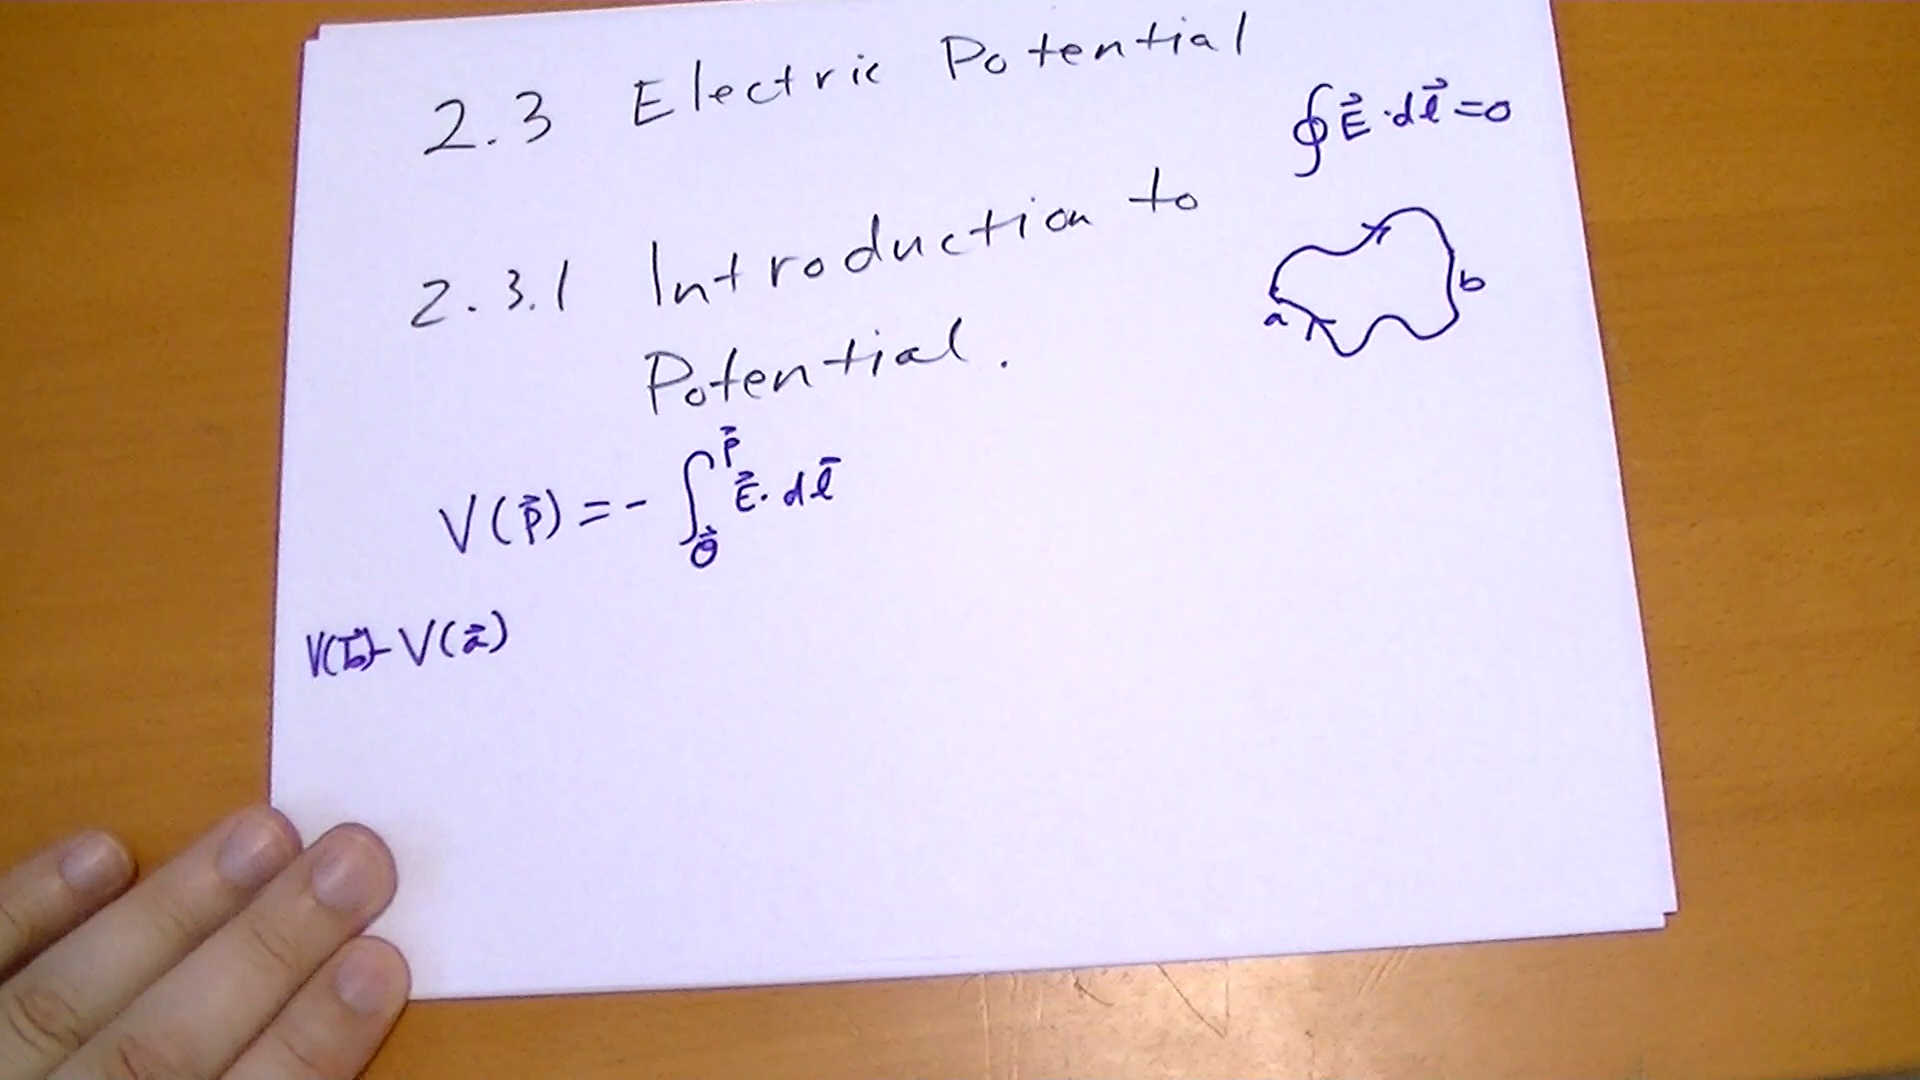 2.3 Electric Potential
∮E⃗·dl⃗=0
2.3.1 Introduction to
Potential.
a b
V(p⃗) = - ∫_O⃗^p⃗ E⃗·dl⃗
V(b⃗)-V(a⃗)